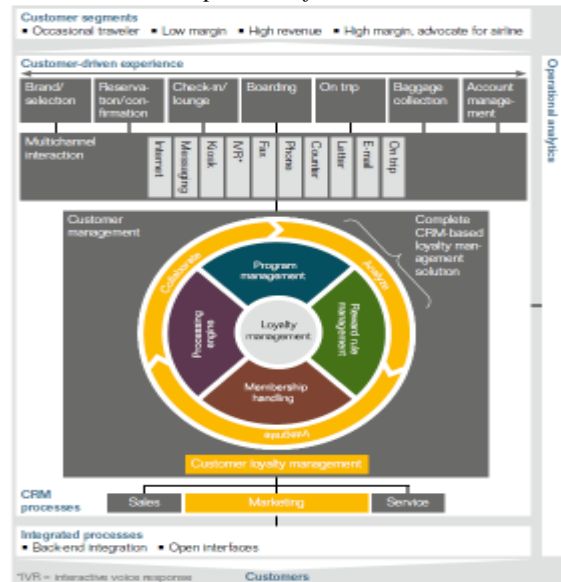 Customer segments
▪ Occasional traveler ▪ Low margin ▪ High revenue ▪ High margin, advocate for airline
Customer-driven experience
Brand/
selection
Reserva-
tion/con-
firmation
Check-in/
lounge
Boarding
On trip
Baggage
collection
Account
manage-
ment
Operational analytics
Multichannel
interaction
Internet
Messaging
Kiosk
IVR*
Fax
Phone
Counter
Letter
E-mail
On trip
Customer
management
Complete
CRM-based
loyalty man-
agement
solution
Collaborate
Analyze
Program
management
Processing
engine
Loyalty
management
Reward rule
management
Membership
handling
Customer loyalty management
CRM
processes
Sales
Marketing
Service
Integrated processes
▪ Back-end integration ▪ Open interfaces
*IVR = interactive voice response
Customers